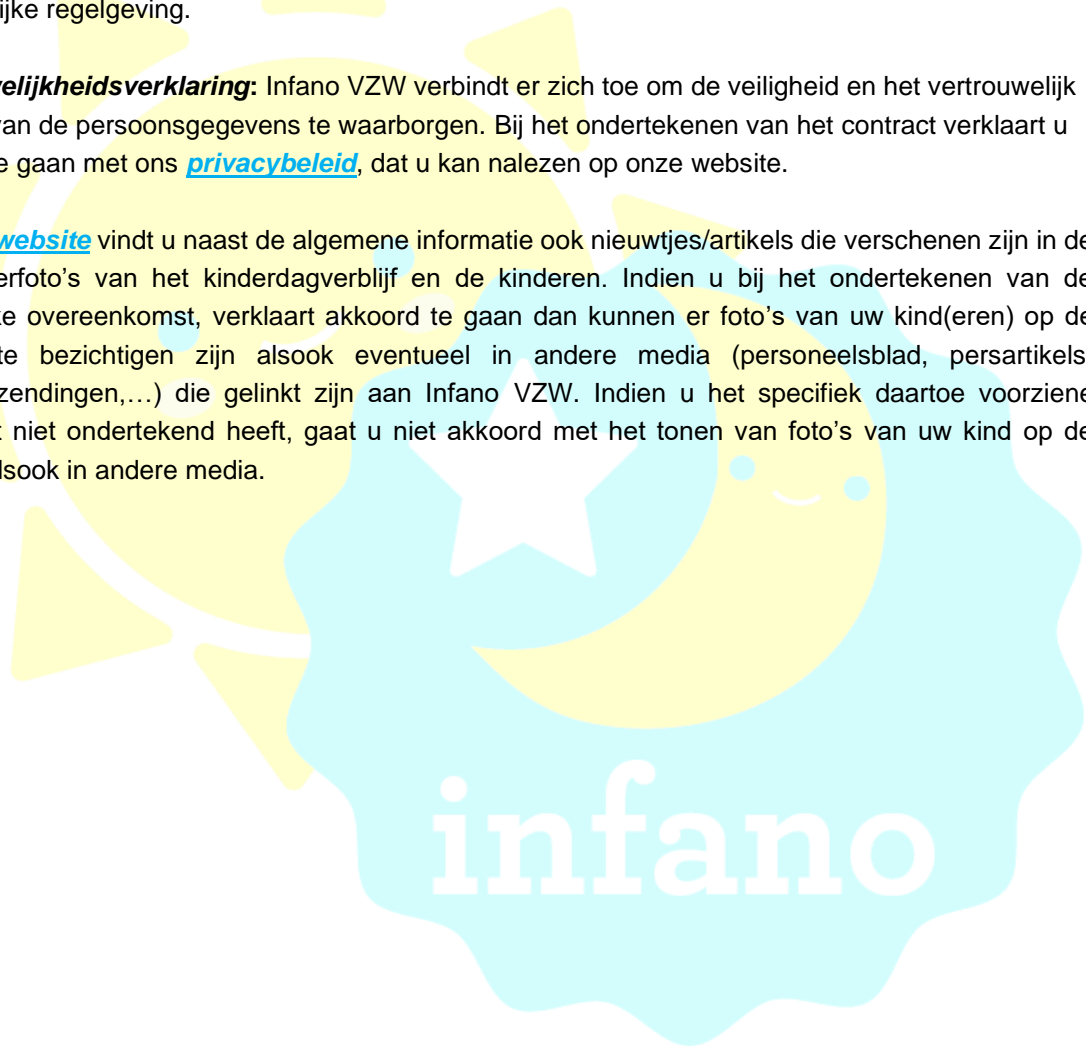 ijke regelgeving.
elijkheidsverklaring: Infano VZW verbindt er zich toe om de veiligheid en het vertrouwelijk
van de persoonsgegevens te waarborgen. Bij het ondertekenen van het contract verklaart u
e gaan met ons privacybeleid, dat u kan nalezen op onze website.
website vindt u naast de algemene informatie ook nieuwtjes/artikels die verschenen zijn in de
erfoto's van het kinderdagverblijf en de kinderen. Indien u bij het ondertekenen van de
ke overeenkomst, verklaart akkoord te gaan dan kunnen er foto's van uw kind(eren) op de
te bezichtigen zijn alsook eventueel in andere media (personeelsblad, persartikels
zendingen,…) die gelinkt zijn aan Infano VZW. Indien u het specifiek daartoe voorziene
t niet ondertekend heeft, gaat u niet akkoord met het tonen van foto's van uw kind op de
lsook in andere media.
infano